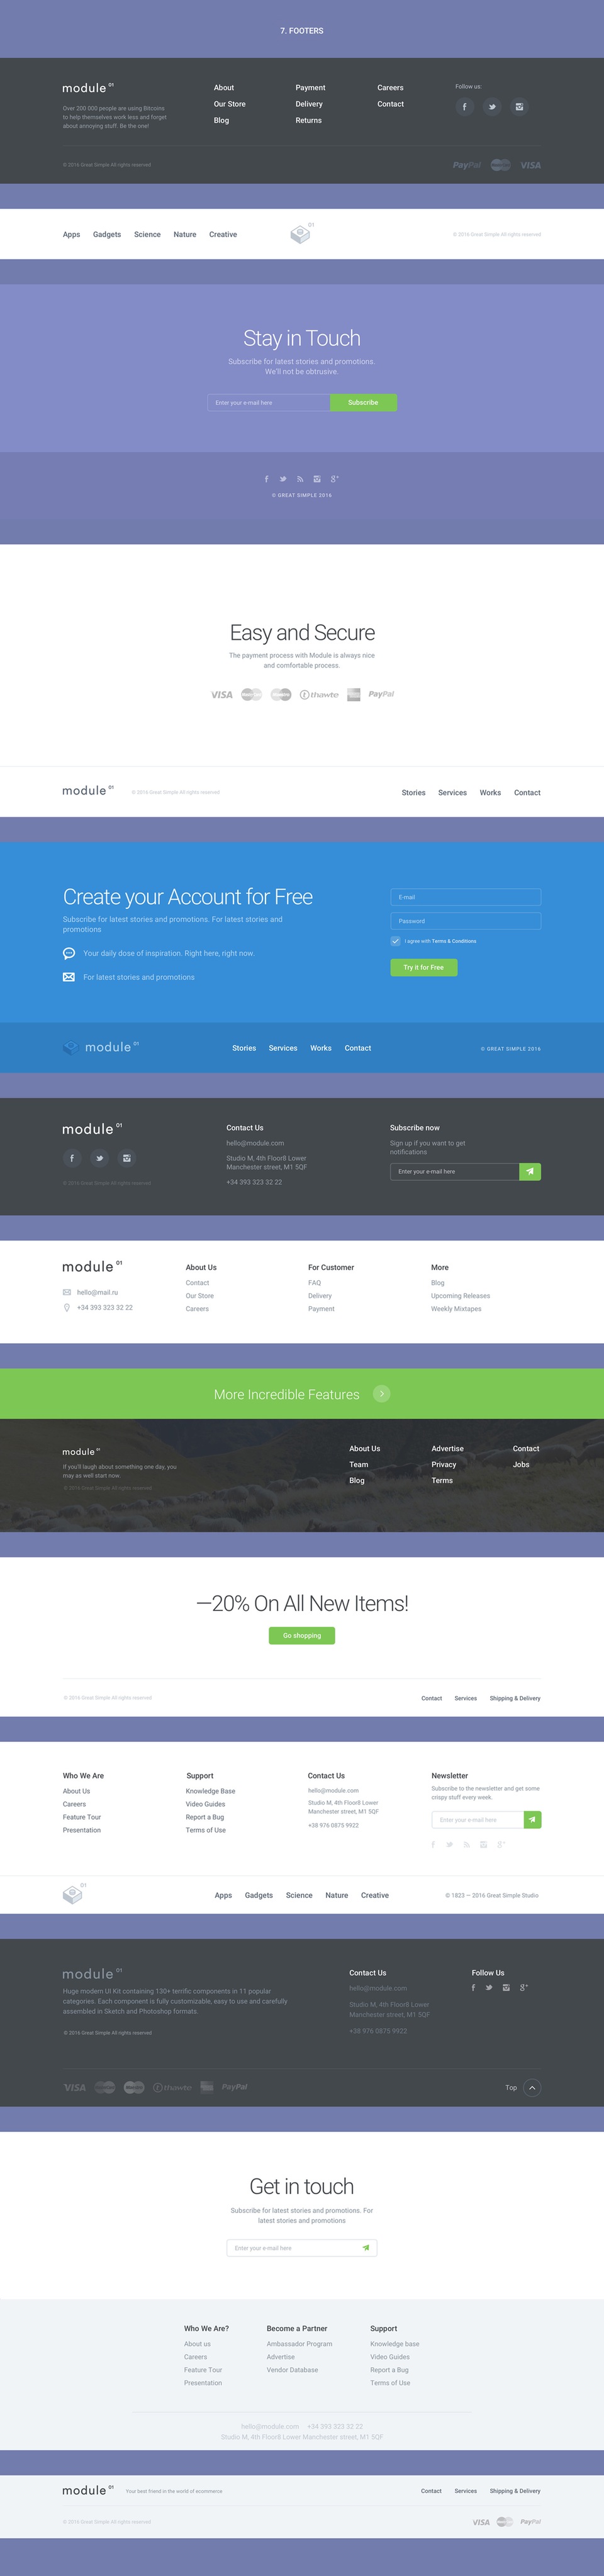 7. FOOTERS
module 01
Over 200 000 people are using Bitcoins
to help themselves work less and forget
about annoying stuff. Be the one!
About
Our Store
Blog
Payment
Delivery
Returns
Careers
Contact
Follow us:
© 2016 Great Simple All rights reserved
PayPal VISA
Apps Gadgets Science Nature Creative
01
© 2016 Great Simple All rights reserved
Stay in Touch
Subscribe for latest stories and promotions.
We'll not be obtrusive.
Enter your e-mail here
Subscribe
© GREAT SIMPLE 2016
Easy and Secure
The payment process with Module is always nice
and comfortable process.
VISA thawte PayPal
module 01
© 2016 Great Simple All rights reserved
Stories Services Works Contact
Create your Account for Free
Subscribe for latest stories and promotions. For latest stories and
promotions
Your daily dose of inspiration. Right here, right now.
For latest stories and promotions
E-mail
Password
I agree with Terms & Conditions
Try it for Free
module 01
Stories Services Works Contact
© GREAT SIMPLE 2016
module 01
© 2016 Great Simple All rights reserved
Contact Us
hello@module.com
Studio M, 4th Floor8 Lower
Manchester street, M1 5QF
+34 393 323 32 22
Subscribe now
Sign up if you want to get
notifications
Enter your e-mail here
module 01
hello@mail.ru
+34 393 323 32 22
About Us
Contact
Our Store
Careers
For Customer
FAQ
Delivery
Payment
More
Blog
Upcoming Releases
Weekly Mixtapes
More Incredible Features
module 01
If you'll laugh about something one day, you
may as well start now.
© 2016 Great Simple All rights reserved
About Us
Team
Blog
Advertise
Privacy
Terms
Contact
Jobs
—20% On All New Items!
Go shopping
© 2016 Great Simple All rights reserved
Contact Services Shipping & Delivery
Who We Are
About Us
Careers
Feature Tour
Presentation
Support
Knowledge Base
Video Guides
Report a Bug
Terms of Use
Contact Us
hello@module.com
Studio M, 4th Floor8 Lower
Manchester street, M1 5QF
+38 976 0875 9922
Newsletter
Subscribe to the newsletter and get some
crispy stuff every week.
Enter your e-mail here
01
Apps Gadgets Science Nature Creative
© 1823 — 2016 Great Simple Studio
module 01
Huge modern UI Kit containing 130+ terrific components in 11 popular
categories. Each component is fully customizable, easy to use and carefully
assembled in Sketch and Photoshop formats.
© 2016 Great Simple All rights reserved
Contact Us
hello@module.com
Studio M, 4th Floor8 Lower
Manchester street, M1 5QF
+38 976 0875 9922
Follow Us
VISA thawte PayPal
Top
Get in touch
Subscribe for latest stories and promotions. For
latest stories and promotions
Enter your e-mail here
Who We Are?
About us
Careers
Feature Tour
Presentation
Become a Partner
Ambassador Program
Advertise
Vendor Database
Support
Knowledge base
Video Guides
Report a Bug
Terms of Use
hello@module.com +34 393 323 32 22
Studio M, 4th Floor8 Lower Manchester street, M1 5QF
module 01
Your best friend in the world of ecommerce
Contact Services Shipping & Delivery
© 2016 Great Simple All rights reserved
VISA PayPal